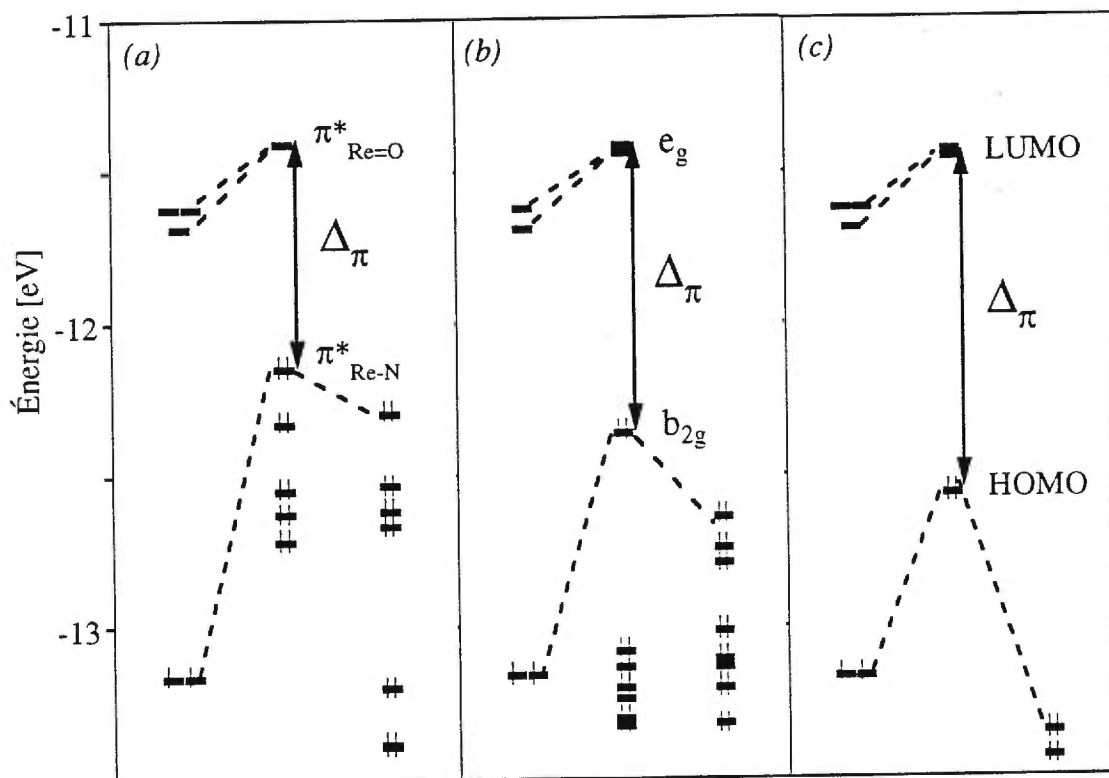 -11
(a)
(b)
(c)
π*Re=O
eg
LUMO
Δπ
Δπ
Δπ
Énergie [eV]
-12
π*Re-N
b2g
HOMO
-13